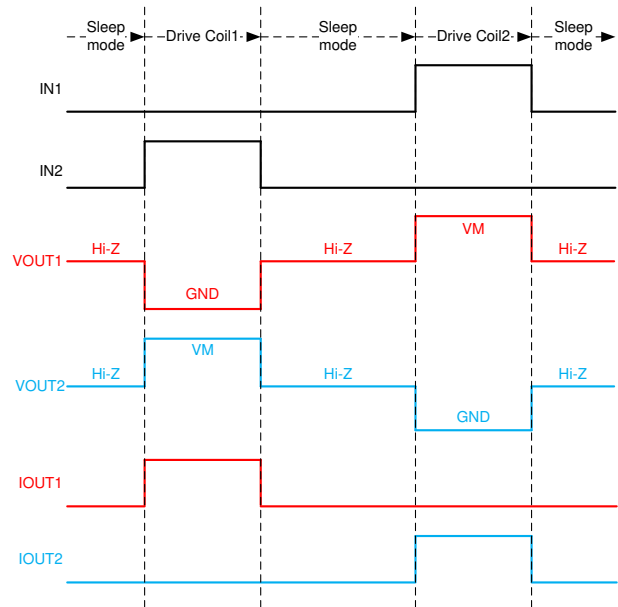 Sleep mode
Drive Coil1
Sleep mode
Drive Coil2
Sleep mode
IN1
IN2
VOUT1
Hi-Z
GND
Hi-Z
VM
Hi-Z
VOUT2
Hi-Z
VM
Hi-Z
GND
Hi-Z
IOUT1
IOUT2